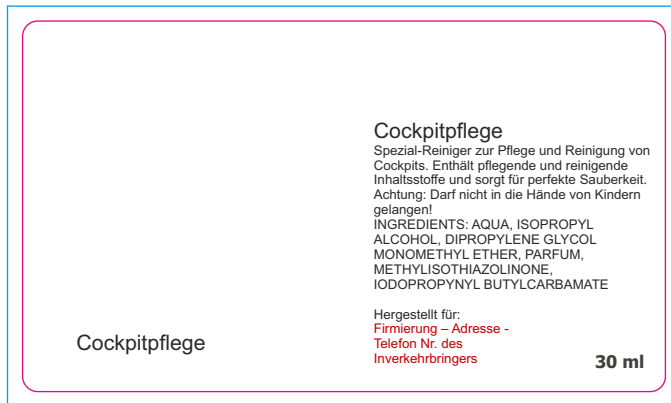 Cockpitpflege
Spezial-Reiniger zur Pflege und Reinigung von
Cockpits. Enthält pflegende und reinigende
Inhaltsstoffe und sorgt für perfekte Sauberkeit.
Achtung: Darf nicht in die Hände von Kindern
gelangen!
INGREDIENTS: AQUA, ISOPROPYL
ALCOHOL, DIPROPYLENE GLYCOL
MONOMETHYL ETHER, PARFUM,
METHYLISOTHIAZOLINONE,
IODOPROPYNYL BUTYLCARBAMATE
Hergestellt für:
Firmierung – Adresse -
Telefon Nr. des
Inverkehrbringers
Cockpitpflege
30 ml